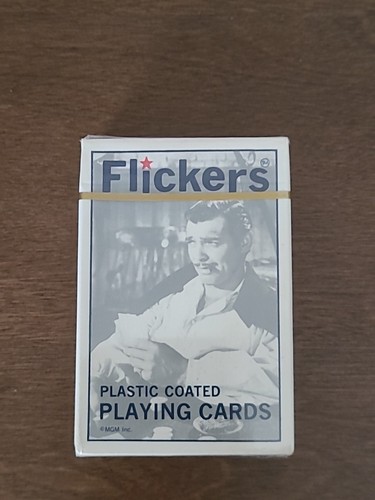 Flickers
PLASTIC COATED
PLAYING CARDS
©MGM Inc.